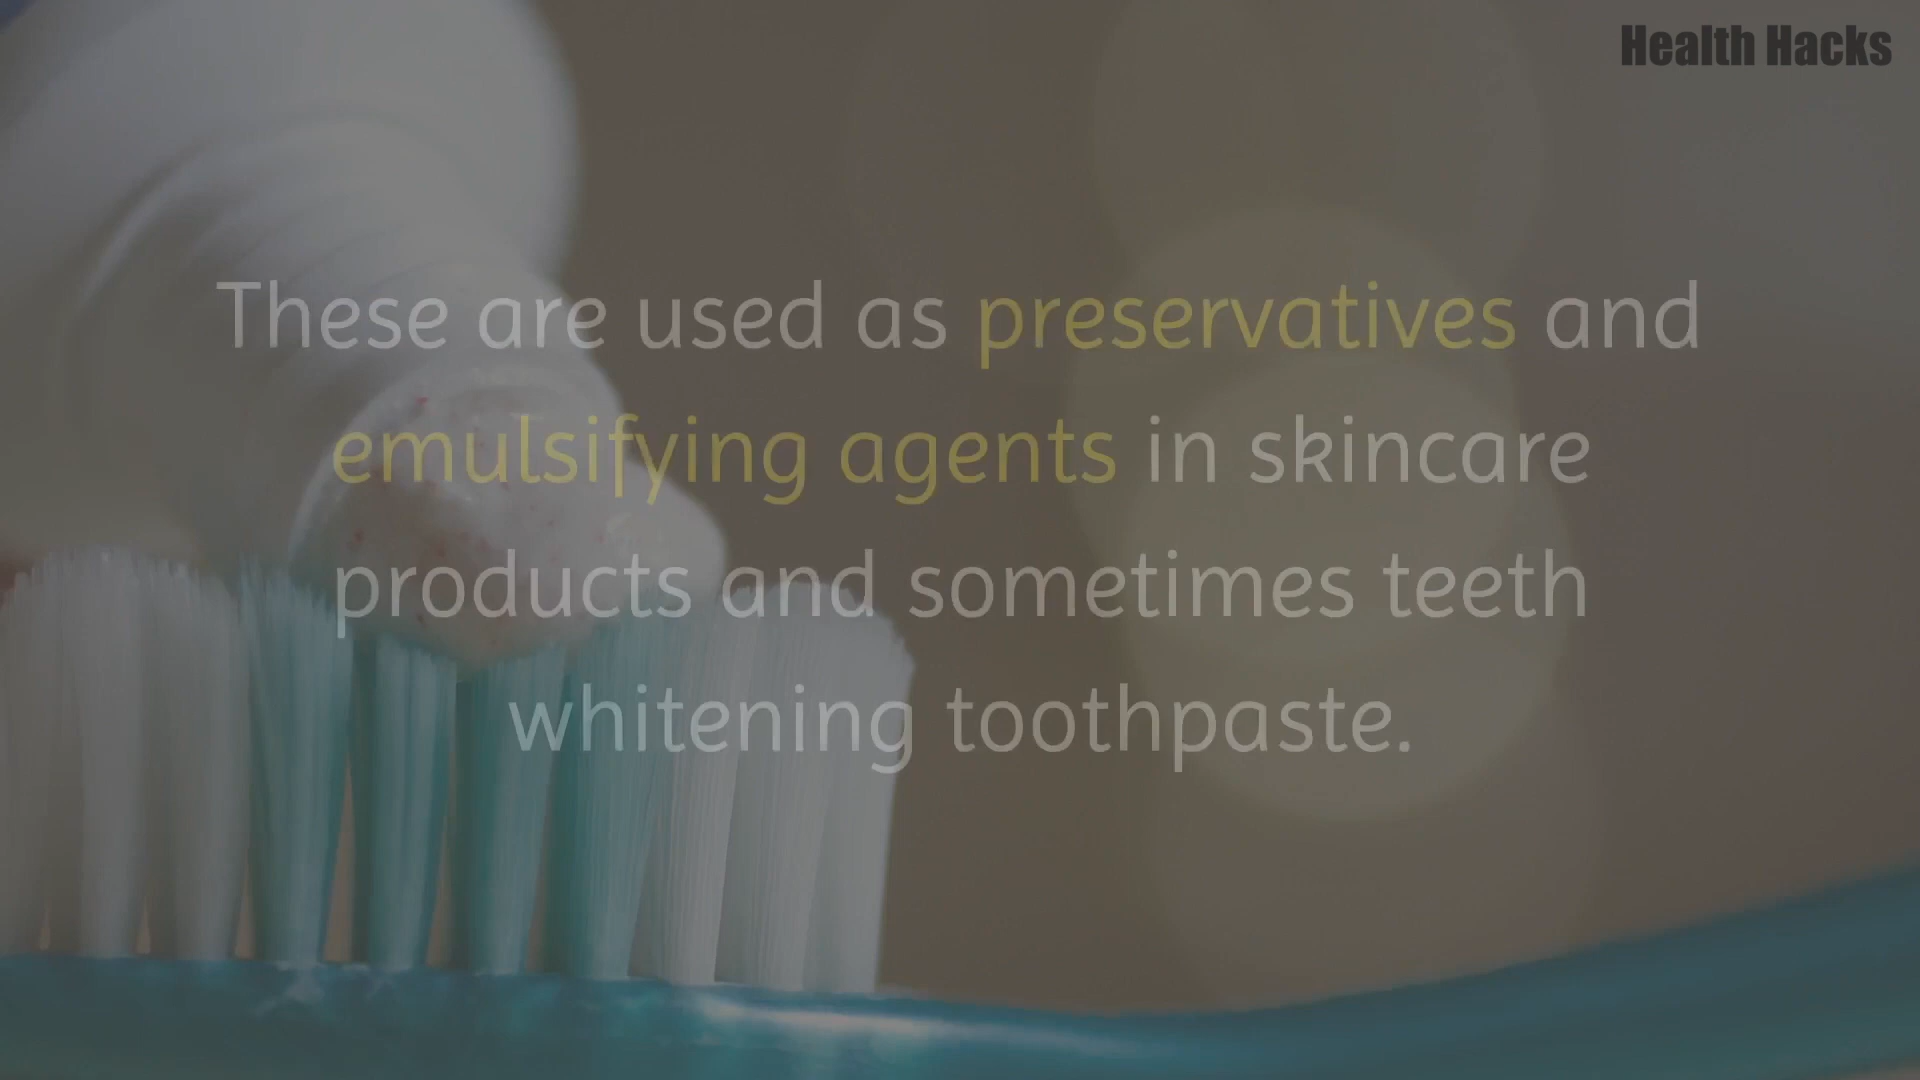 Health Hacks
These are used as preservatives and
emulsifying agents in skincare
products and sometimes teeth
whitening toothpaste.